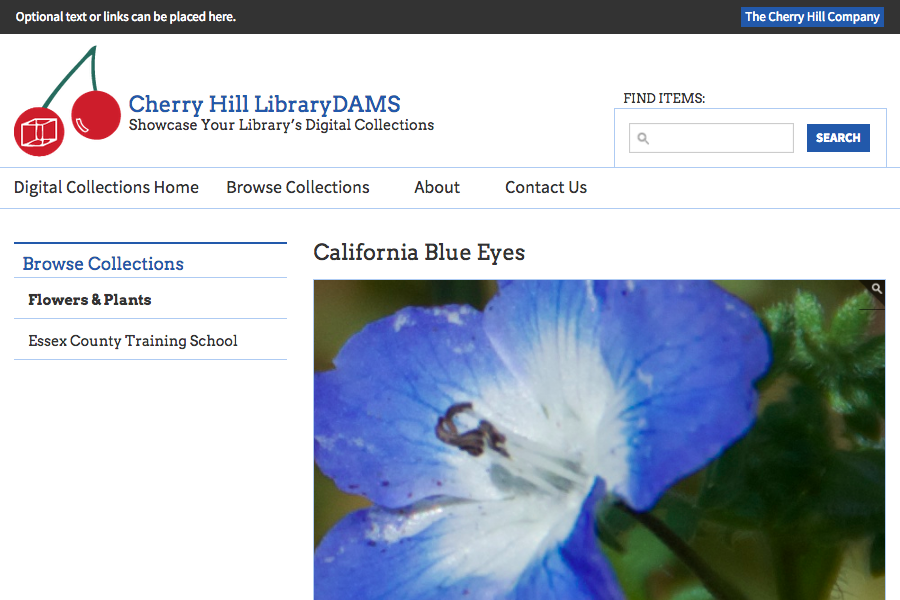 Optional text or links can be placed here.
The Cherry Hill Company
Cherry Hill LibraryDAMS
Showcase Your Library's Digital Collections
FIND ITEMS:
SEARCH
Digital Collections Home
Browse Collections
About
Contact Us
Browse Collections
Flowers & Plants
Essex County Training School
California Blue Eyes